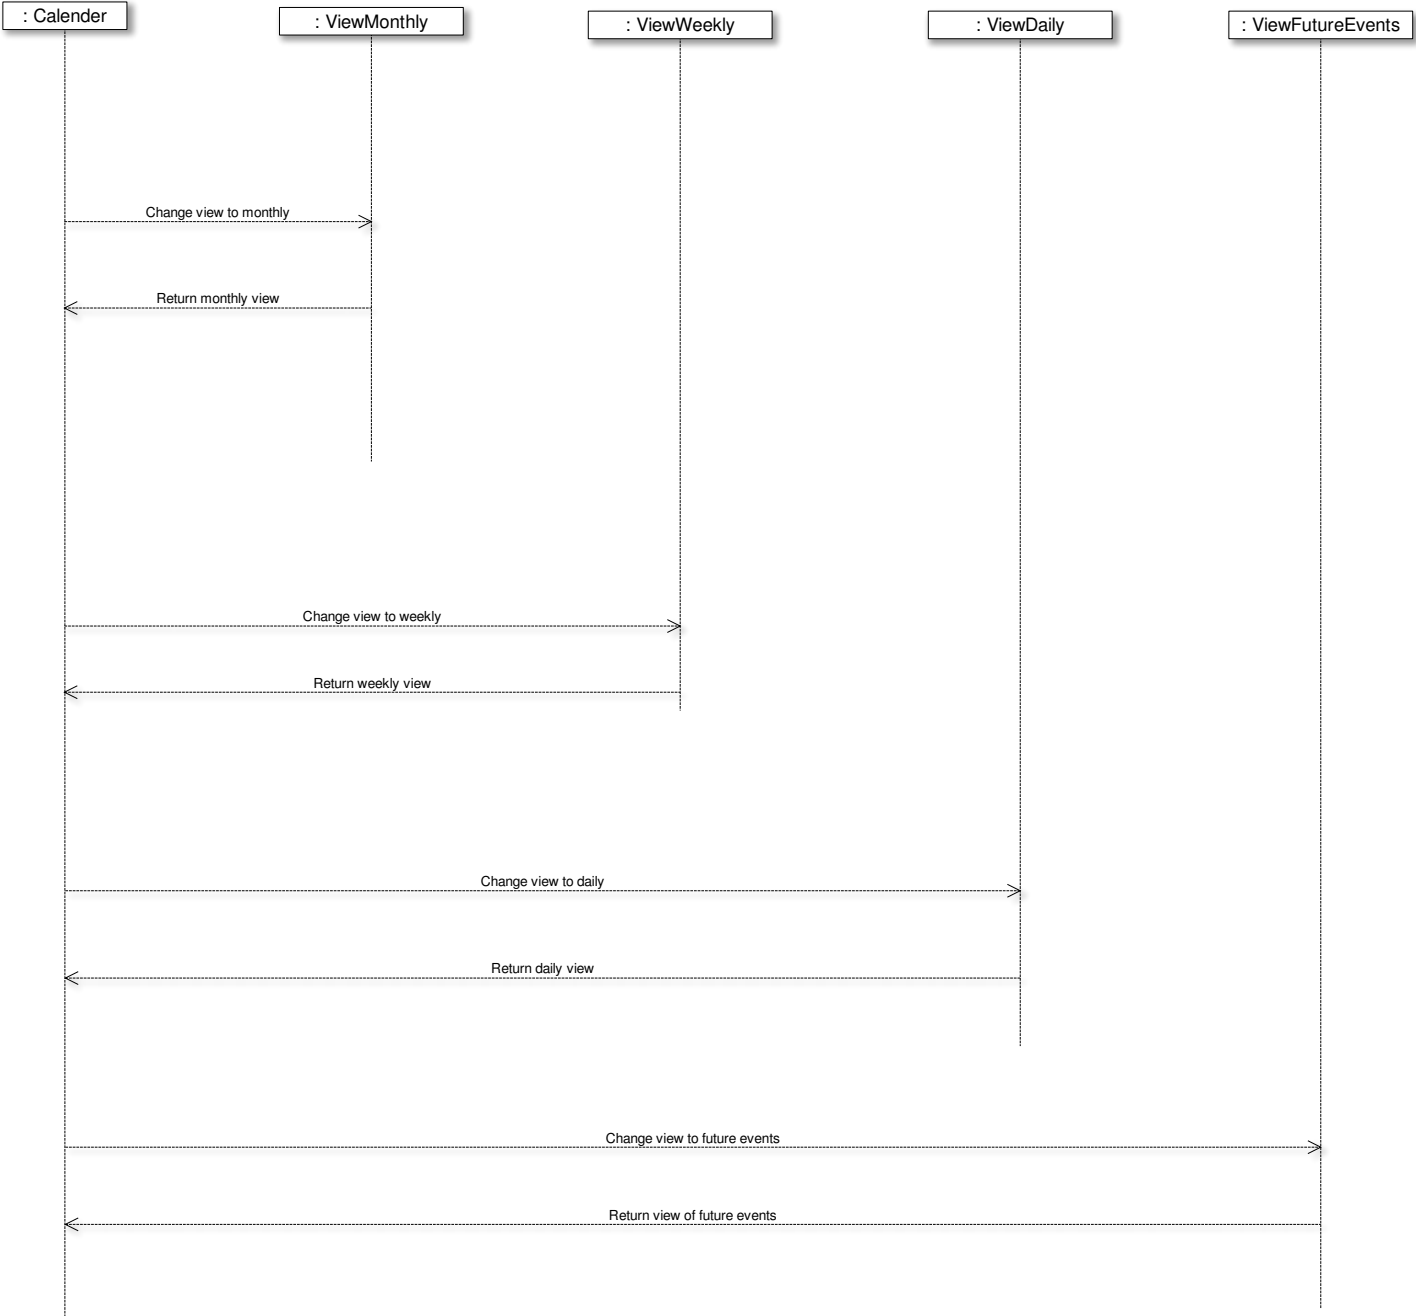 : Calender
: ViewMonthly
: ViewWeekly
: ViewDaily
: ViewFutureEvents
Change view to monthly
Return monthly view
Change view to weekly
Return weekly view
Change view to daily
Return daily view
Change view to future events
Return view of future events